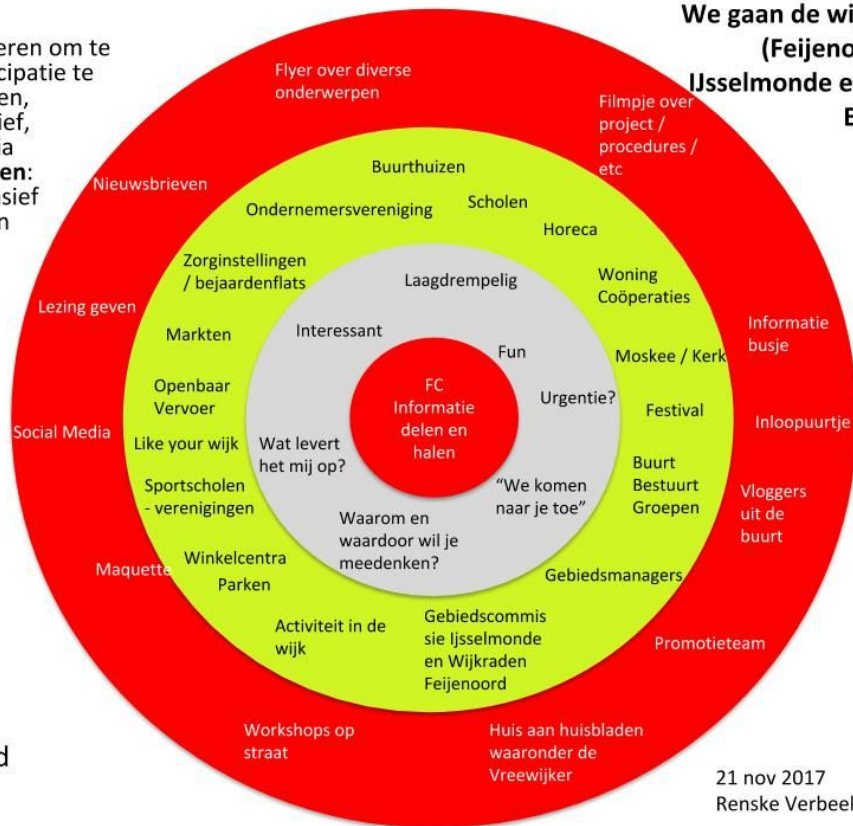 We gaan de wi
(Feijeno
IJsselmonde e
eren om te
cipatie te
en,
ief,
ia
en:
sief
n
Flyer over diverse
onderwerpen
Filmpje over
project /
procedures /
etc
Nieuwsbrieven
Lezing geven
Social Media
Maquette
Workshops op
straat
Huis aan huisbladen
waaronder de
Vreewijker
Promotieteam
Vloggers
uit de
buurt
Inloopuurtje
Informatie
busje
Buurthuizen
Ondernemersvereniging
Scholen
Horeca
Zorginstellingen
/ bejaardenflats
Woning
Coöperaties
Markten
Moskee / Kerk
Openbaar
Vervoer
Festival
Like your wijk
Buurt
Bestuurt
Groepen
Sportscholen
- verenigingen
Winkelcentra
Parken
Gebiedsmanagers
Activiteit in de
wijk
Gebiedscommis
sie Ijsselmonde
en Wijkraden
Feijenoord
Laagdrempelig
Interessant
Fun
Urgentie?
Wat levert
het mij op?
"We komen
naar je toe"
Waarom en
waardoor wil je
meedenken?
FC
Informatie
delen en
halen
d
21 nov 2017
Renske Verbeel